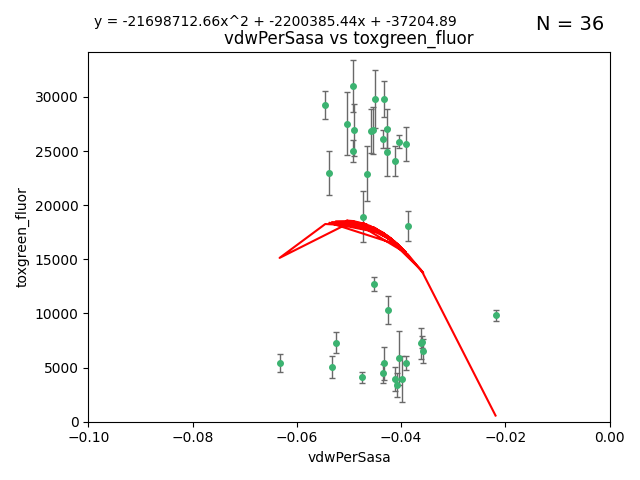 y = -21698712.66x^2 + -2200385.44x + -37204.89
N = 36
vdwPerSasa vs toxgreen_fluor
toxgreen_fluor
30000
25000
20000
15000
10000
5000
0
−0.10
−0.08
−0.06
−0.04
−0.02
0.00
vdwPerSasa